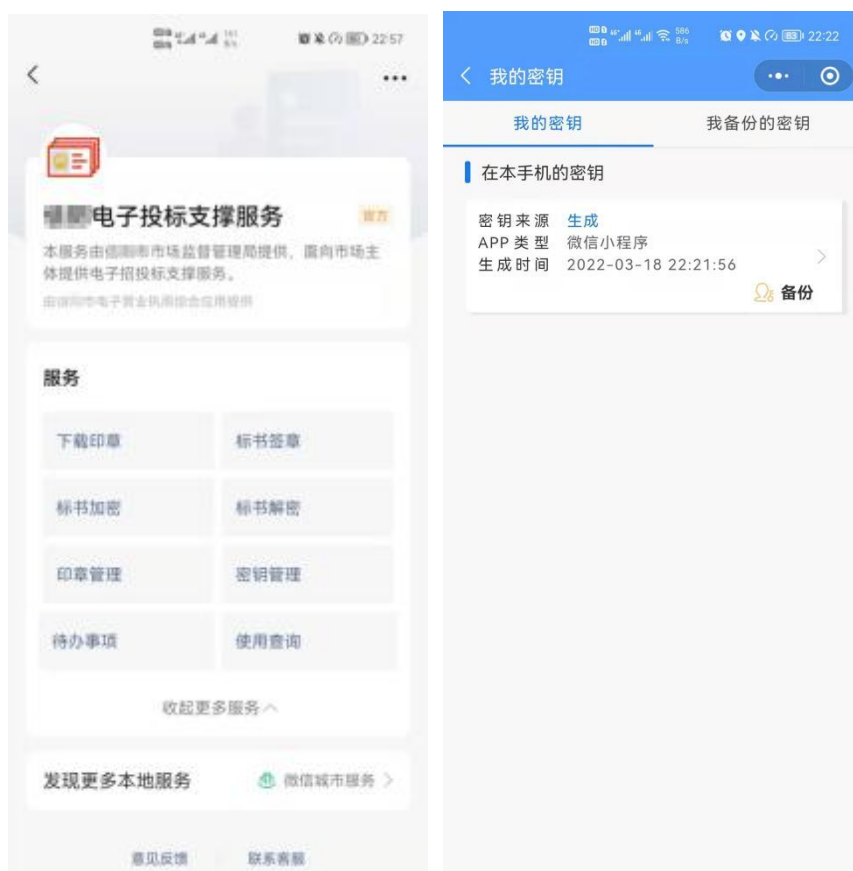 22:57
电子投标支撑服务
官方
本服务由信阳市市场监督管理局提供，面向市场主
体提供电子招投标支撑服务。
服务
下载印章
标书签章
标书加密
标书解密
印章管理
密钥管理
待办事项
使用查询
收起更多服务
发现更多本地服务
微信城市服务
意见反馈
联系客服
586
B/s
83
22:22
我的密钥
我的密钥
我备份的密钥
在本手机的密钥
密钥来源 生成
APP类型 微信小程序
生成时间 2022-03-18 22:21:56
备份